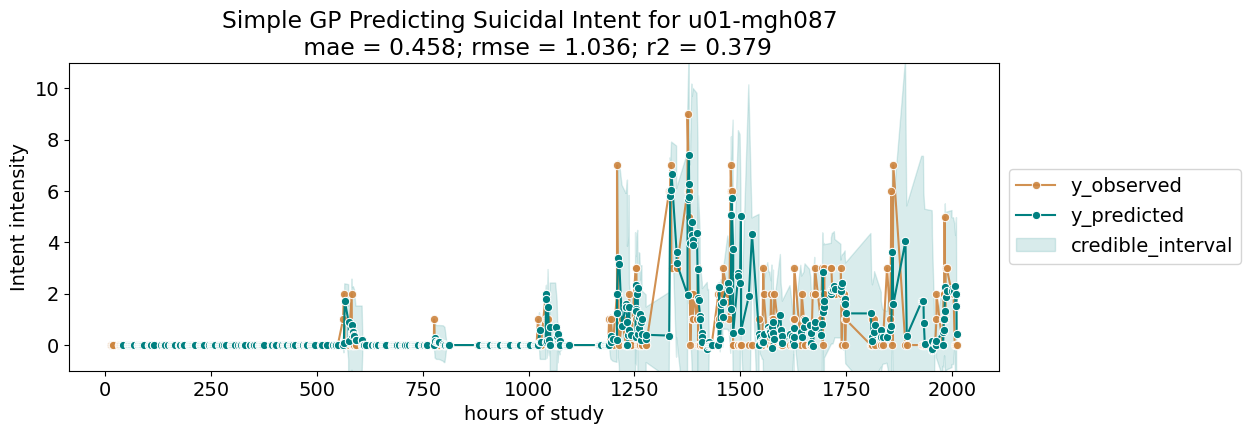 Simple GP Predicting Suicidal Intent for u01-mgh087
mae = 0.458; rmse = 1.036; r2 = 0.379
Intent intensity
10
8
6
4
2
0
0 250 500 750 1000 1250 1500 1750 2000
hours of study
y_observed
y_predicted
credible_interval